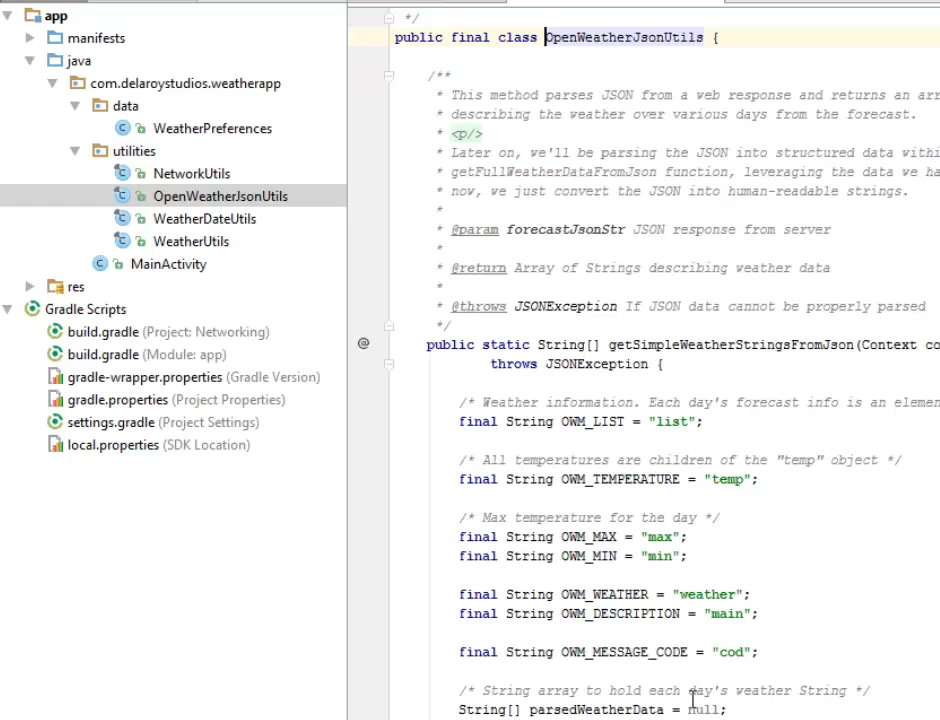 app
manifests
java
com.delaroystudios.weatherapp
data
WeatherPreferences
utilities
NetworkUtils
OpenWeatherJsonUtils
WeatherDateUtils
WeatherUtils
MainActivity
res
Gradle Scripts
build.gradle (Project: Networking)
build.gradle (Module: app)
gradle-wrapper.properties (Gradle Version)
gradle.properties (Project Properties)
settings.gradle (Project Settings)
local.properties (SDK Location)
*/
public final class OpenWeatherJsonUtils {
/**
* This method parses JSON from a web response and returns an arr
* describing the weather over various days from the forecast.
* <p/>
* Later on, we'll be parsing the JSON into structured data withi
* getFullWeatherDataFromJson function, leveraging the data we ha
* now, we just convert the JSON into human-readable strings.
*
* @param forecastJsonStr JSON response from server
*
* @return Array of Strings describing weather data
*
* @throws JSONException If JSON data cannot be properly parsed
*/
@ public static String[] getSimpleWeatherStringsFromJson(Context co
throws JSONException {
/* Weather information. Each day's forecast info is an elemen
final String OWM_LIST = "list";
/* All temperatures are children of the "temp" object */
final String OWM_TEMPERATURE = "temp";
/* Max temperature for the day */
final String OWM_MAX = "max";
final String OWM_MIN = "min";
final String OWM_WEATHER = "weather";
final String OWM_DESCRIPTION = "main";
final String OWM_MESSAGE_CODE = "cod";
/* String array to hold each day's weather String */
String[] parsedWeatherData = null;